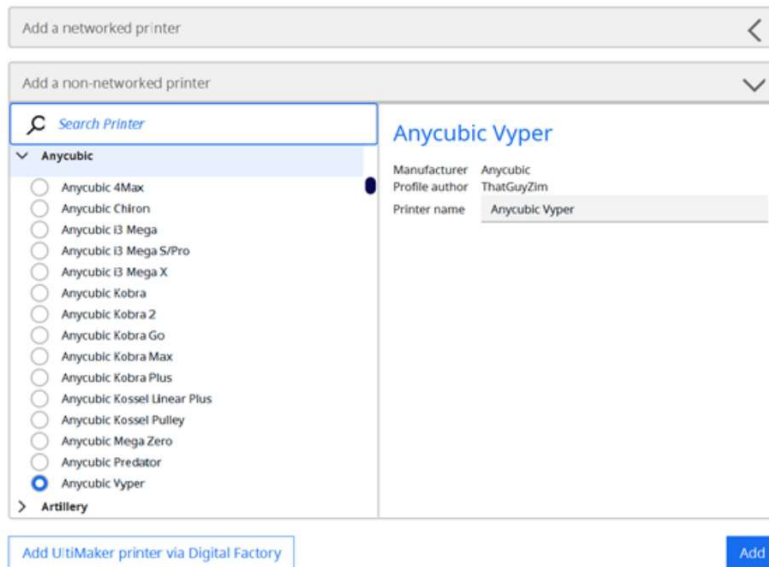 Add a networked printer
Add a non-networked printer
Search Printer
Anycubic
Anycubic 4Max
Anycubic Chiron
Anycubic i3 Mega
Anycubic i3 Mega S/Pro
Anycubic i3 Mega X
Anycubic Kobra
Anycubic Kobra 2
Anycubic Kobra Go
Anycubic Kobra Max
Anycubic Kobra Plus
Anycubic Kossel Linear Plus
Anycubic Kossel Pulley
Anycubic Mega Zero
Anycubic Predator
Anycubic Vyper
Artillery
Anycubic Vyper
Manufacturer Anycubic
Profile author ThatGuyZim
Printer name Anycubic Vyper
Add UltiMaker printer via Digital Factory
Add